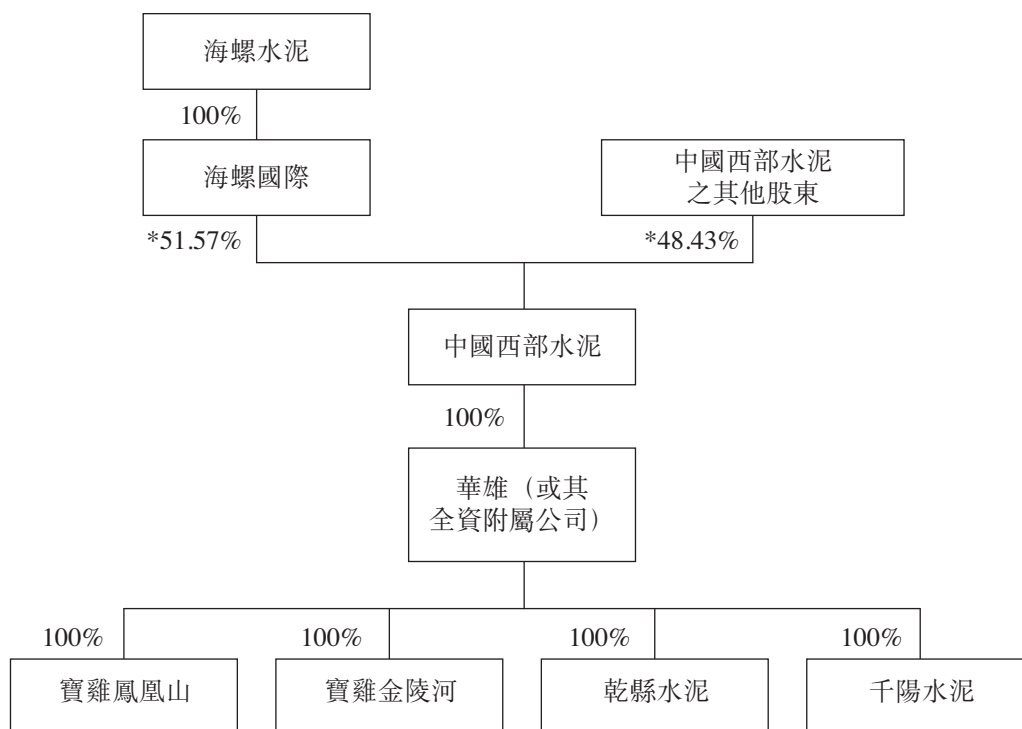 海螺水泥
100%
海螺國際
中國西部水泥
之其他股東
*51.57%
*48.43%
中國西部水泥
100%
華雄（或其
全資附屬公司）
100%
100%
100%
100%
寶雞鳳凰山
寶雞金陵河
乾縣水泥
千陽水泥